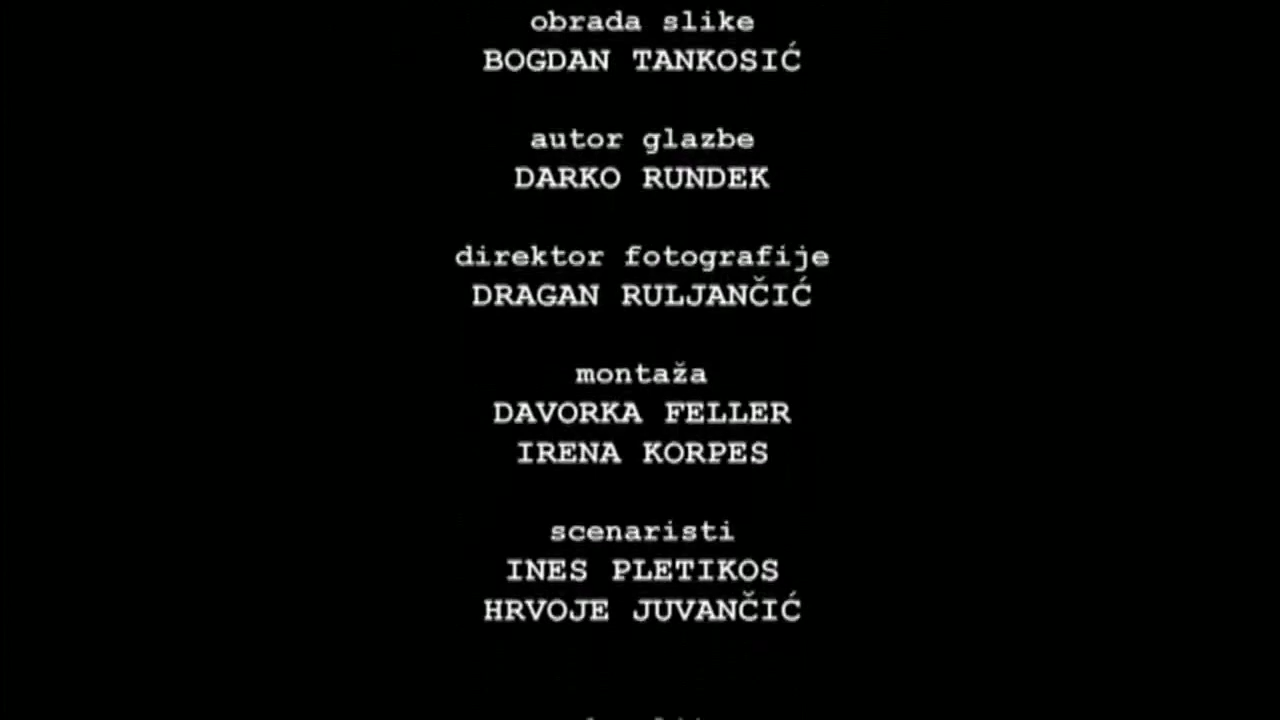 obrada slike
BOGDAN TANKOSIĆ
autor glazbe
DARKO RUNDEK
direktor fotografije
DRAGAN RULJANČIĆ
montaža
DAVORKA FELLER
IRENA KORPES
scenaristi
INES PLETIKOS
HRVOJE JUVANČIĆ